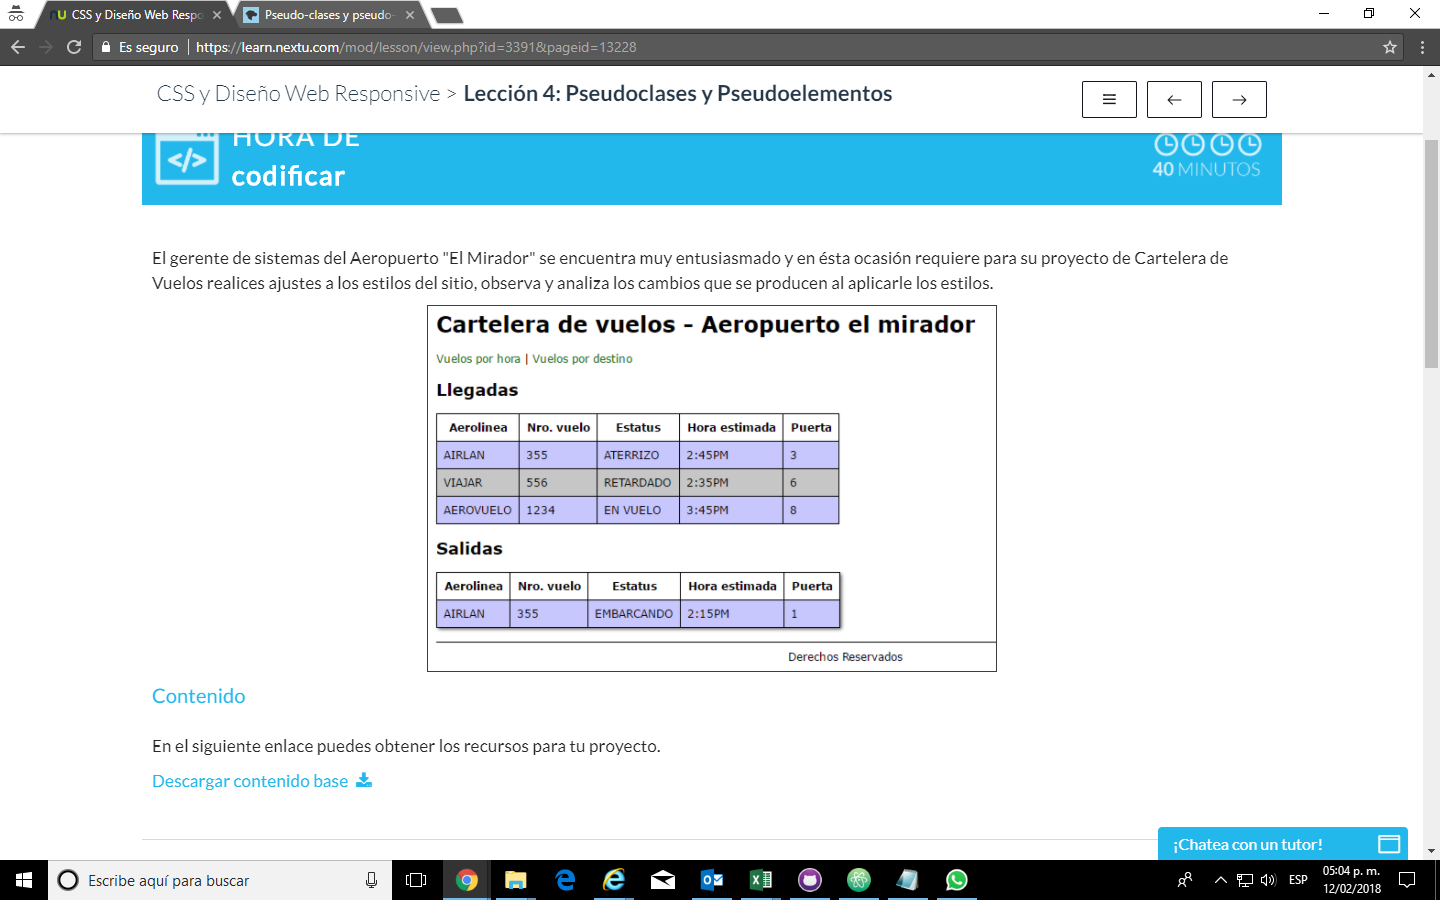 CSS y Diseño Web Respo
Pseudo-clases y pseudo-
Es seguro
https://learn.nextu.com/mod/lesson/view.php?id=3391&pageid=13228
CSS y Diseño Web Responsive > Lección 4: Pseudoclases y Pseudoelementos
HORA DE
codificar
40 MINUTOS
El gerente de sistemas del Aeropuerto "El Mirador" se encuentra muy entusiasmado y en ésta ocasión requiere para su proyecto de Cartelera de
Vuelos realices ajustes a los estilos del sitio, observa y analiza los cambios que se producen al aplicarle los estilos.
Cartelera de vuelos - Aeropuerto el mirador
Vuelos por hora | Vuelos por destino
Llegadas
Aerolinea Nro. vuelo Estatus Hora estimada Puerta
AIRLAN 355 ATERRIZO 2:45PM 3
VIAJAR 556 RETARDADO 2:35PM 6
AEROVUELO 1234 EN VUELO 3:45PM 8
Salidas
Aerolinea Nro. vuelo Estatus Hora estimada Puerta
AIRLAN 355 EMBARCANDO 2:15PM 1
Derechos Reservados
Contenido
En el siguiente enlace puedes obtener los recursos para tu proyecto.
Descargar contenido base
¡Chatea con un tutor!
Escribe aquí para buscar
ESP
05:04 p. m.
12/02/2018